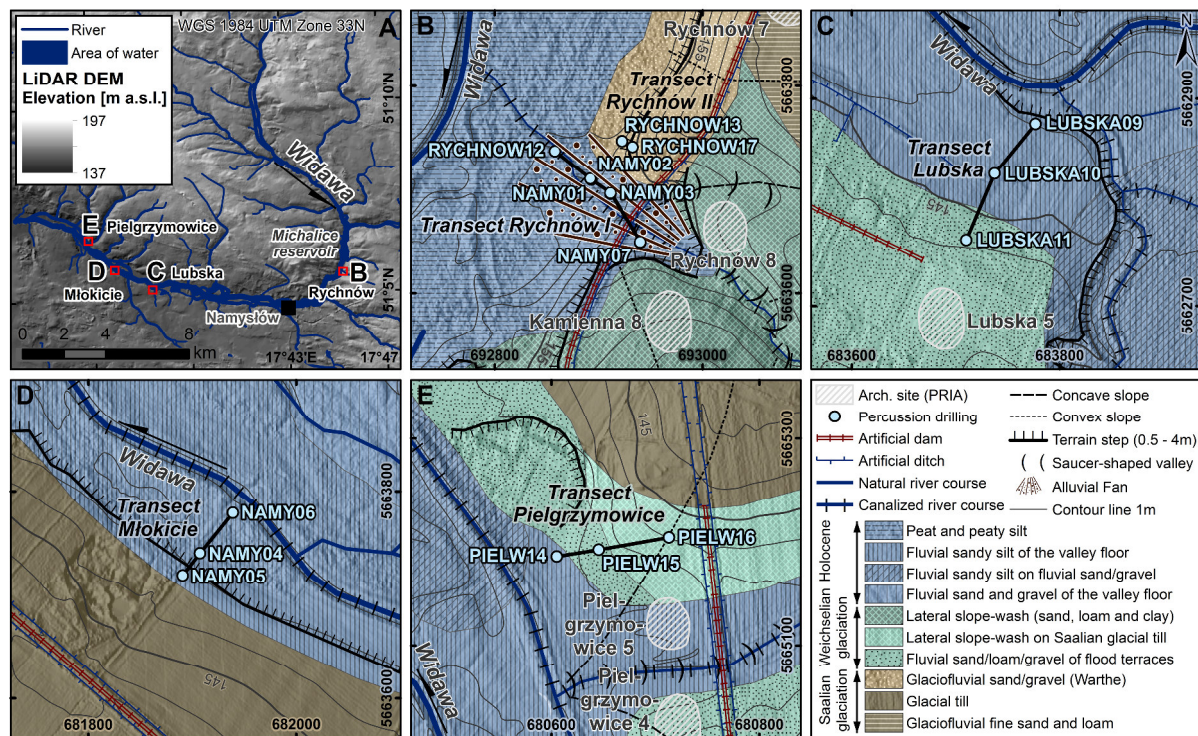 River
Area of water
LiDAR DEM
Elevation [m a.s.l.]
197
137
WGS 1984 UTM Zone 33N
A
51°10'N
51°5'N
Widawa
Michalice
reservoir
E
Pielgrzymowice
D
Młokicie
C
Lubska
B
Rychnów
Namysłów
0
4
8
km
17°43'E
17°47
B
Widawa
155
Rychnów 7
Transect
Rychnów II
RYCHNOW13
RYCHNOW12
RYCHNOW17
NAMY02
NAMY01
NAMY03
Transect Rychnów I
NAMY07
Rychnów 8
Kamienna 8
145
692800
693000
5663800
5663600
C
N
Widawa
LUBSKA09
Transect
Lubska
LUBSKA10
145
LUBSKA11
Lubska 5
683600
683800
5662900
5662700
D
Widawa
Transect
Młokicie
NAMY06
NAMY04
NAMY05
145
681800
682000
5663800
5663600
E
145
Transect
Pielgrzymowice
PIELW14
PIELW15
PIELW16
Piel-
grzymo-
wice 5
Piel-
grzymo-
wice 4
Widawa
680600
680800
5665300
5665100
Arch. site (PRIA)
Percussion drilling
Artificial dam
Artificial ditch
Natural river course
Canalized river course
Concave slope
Convex slope
Terrain step (0.5 - 4m)
Saucer-shaped valley
Alluvial Fan
Contour line 1m
Holocene
Peat and peaty silt
Fluvial sandy silt of the valley floor
Fluvial sandy silt on fluvial sand/gravel
Fluvial sand and gravel of the valley floor
Weichselian
glaciation
Lateral slope-wash (sand, loam and clay)
Lateral slope-wash on Saalian glacial till
Fluvial sand/loam/gravel of flood terraces
Saalian
glaciation
Glaciofluvial sand/gravel (Warthe)
Glacial till
Glaciofluvial fine sand and loam